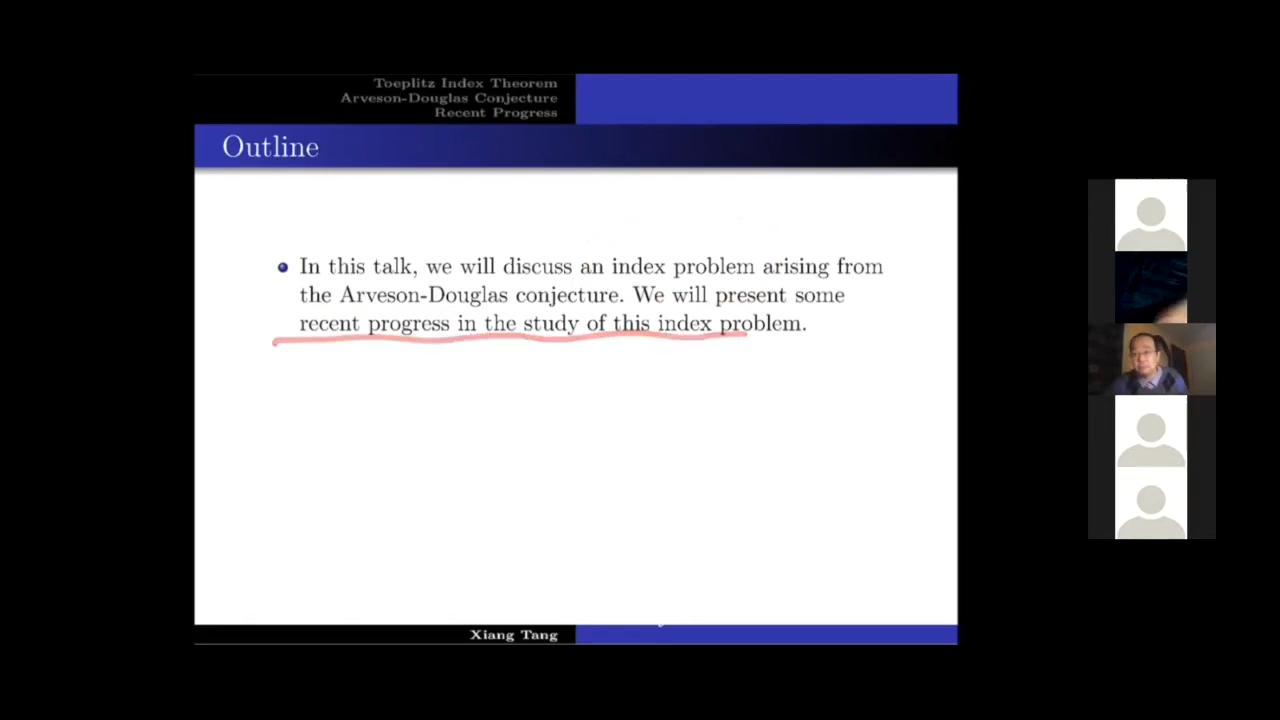 Toeplitz Index Theorem
Arveson-Douglas Conjecture
Recent Progress
Outline
In this talk, we will discuss an index problem arising from
the Arveson-Douglas conjecture. We will present some
recent progress in the study of this index problem.
Xiang Tang